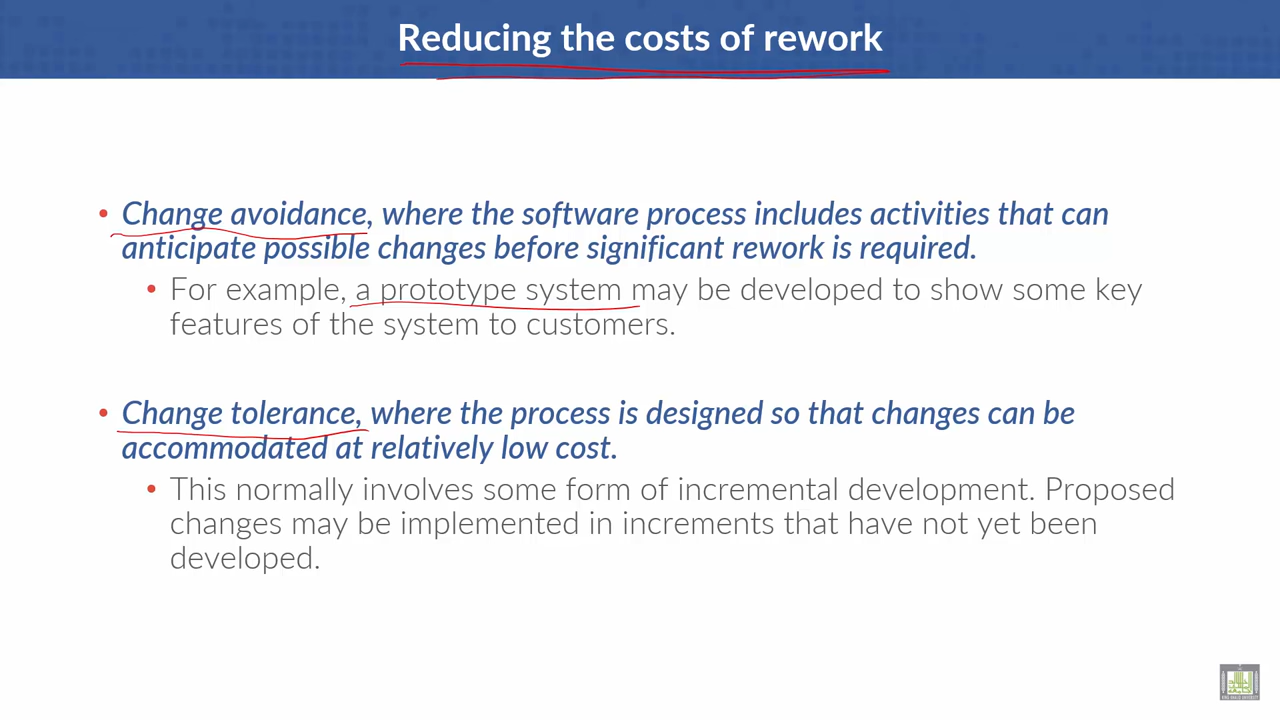 Reducing the costs of rework
• Change avoidance, where the software process includes activities that can
anticipate possible changes before significant rework is required.
• For example, a prototype system may be developed to show some key
features of the system to customers.
• Change tolerance, where the process is designed so that changes can be
accommodated at relatively low cost.
• This normally involves some form of incremental development. Proposed
changes may be implemented in increments that have not yet been
developed.